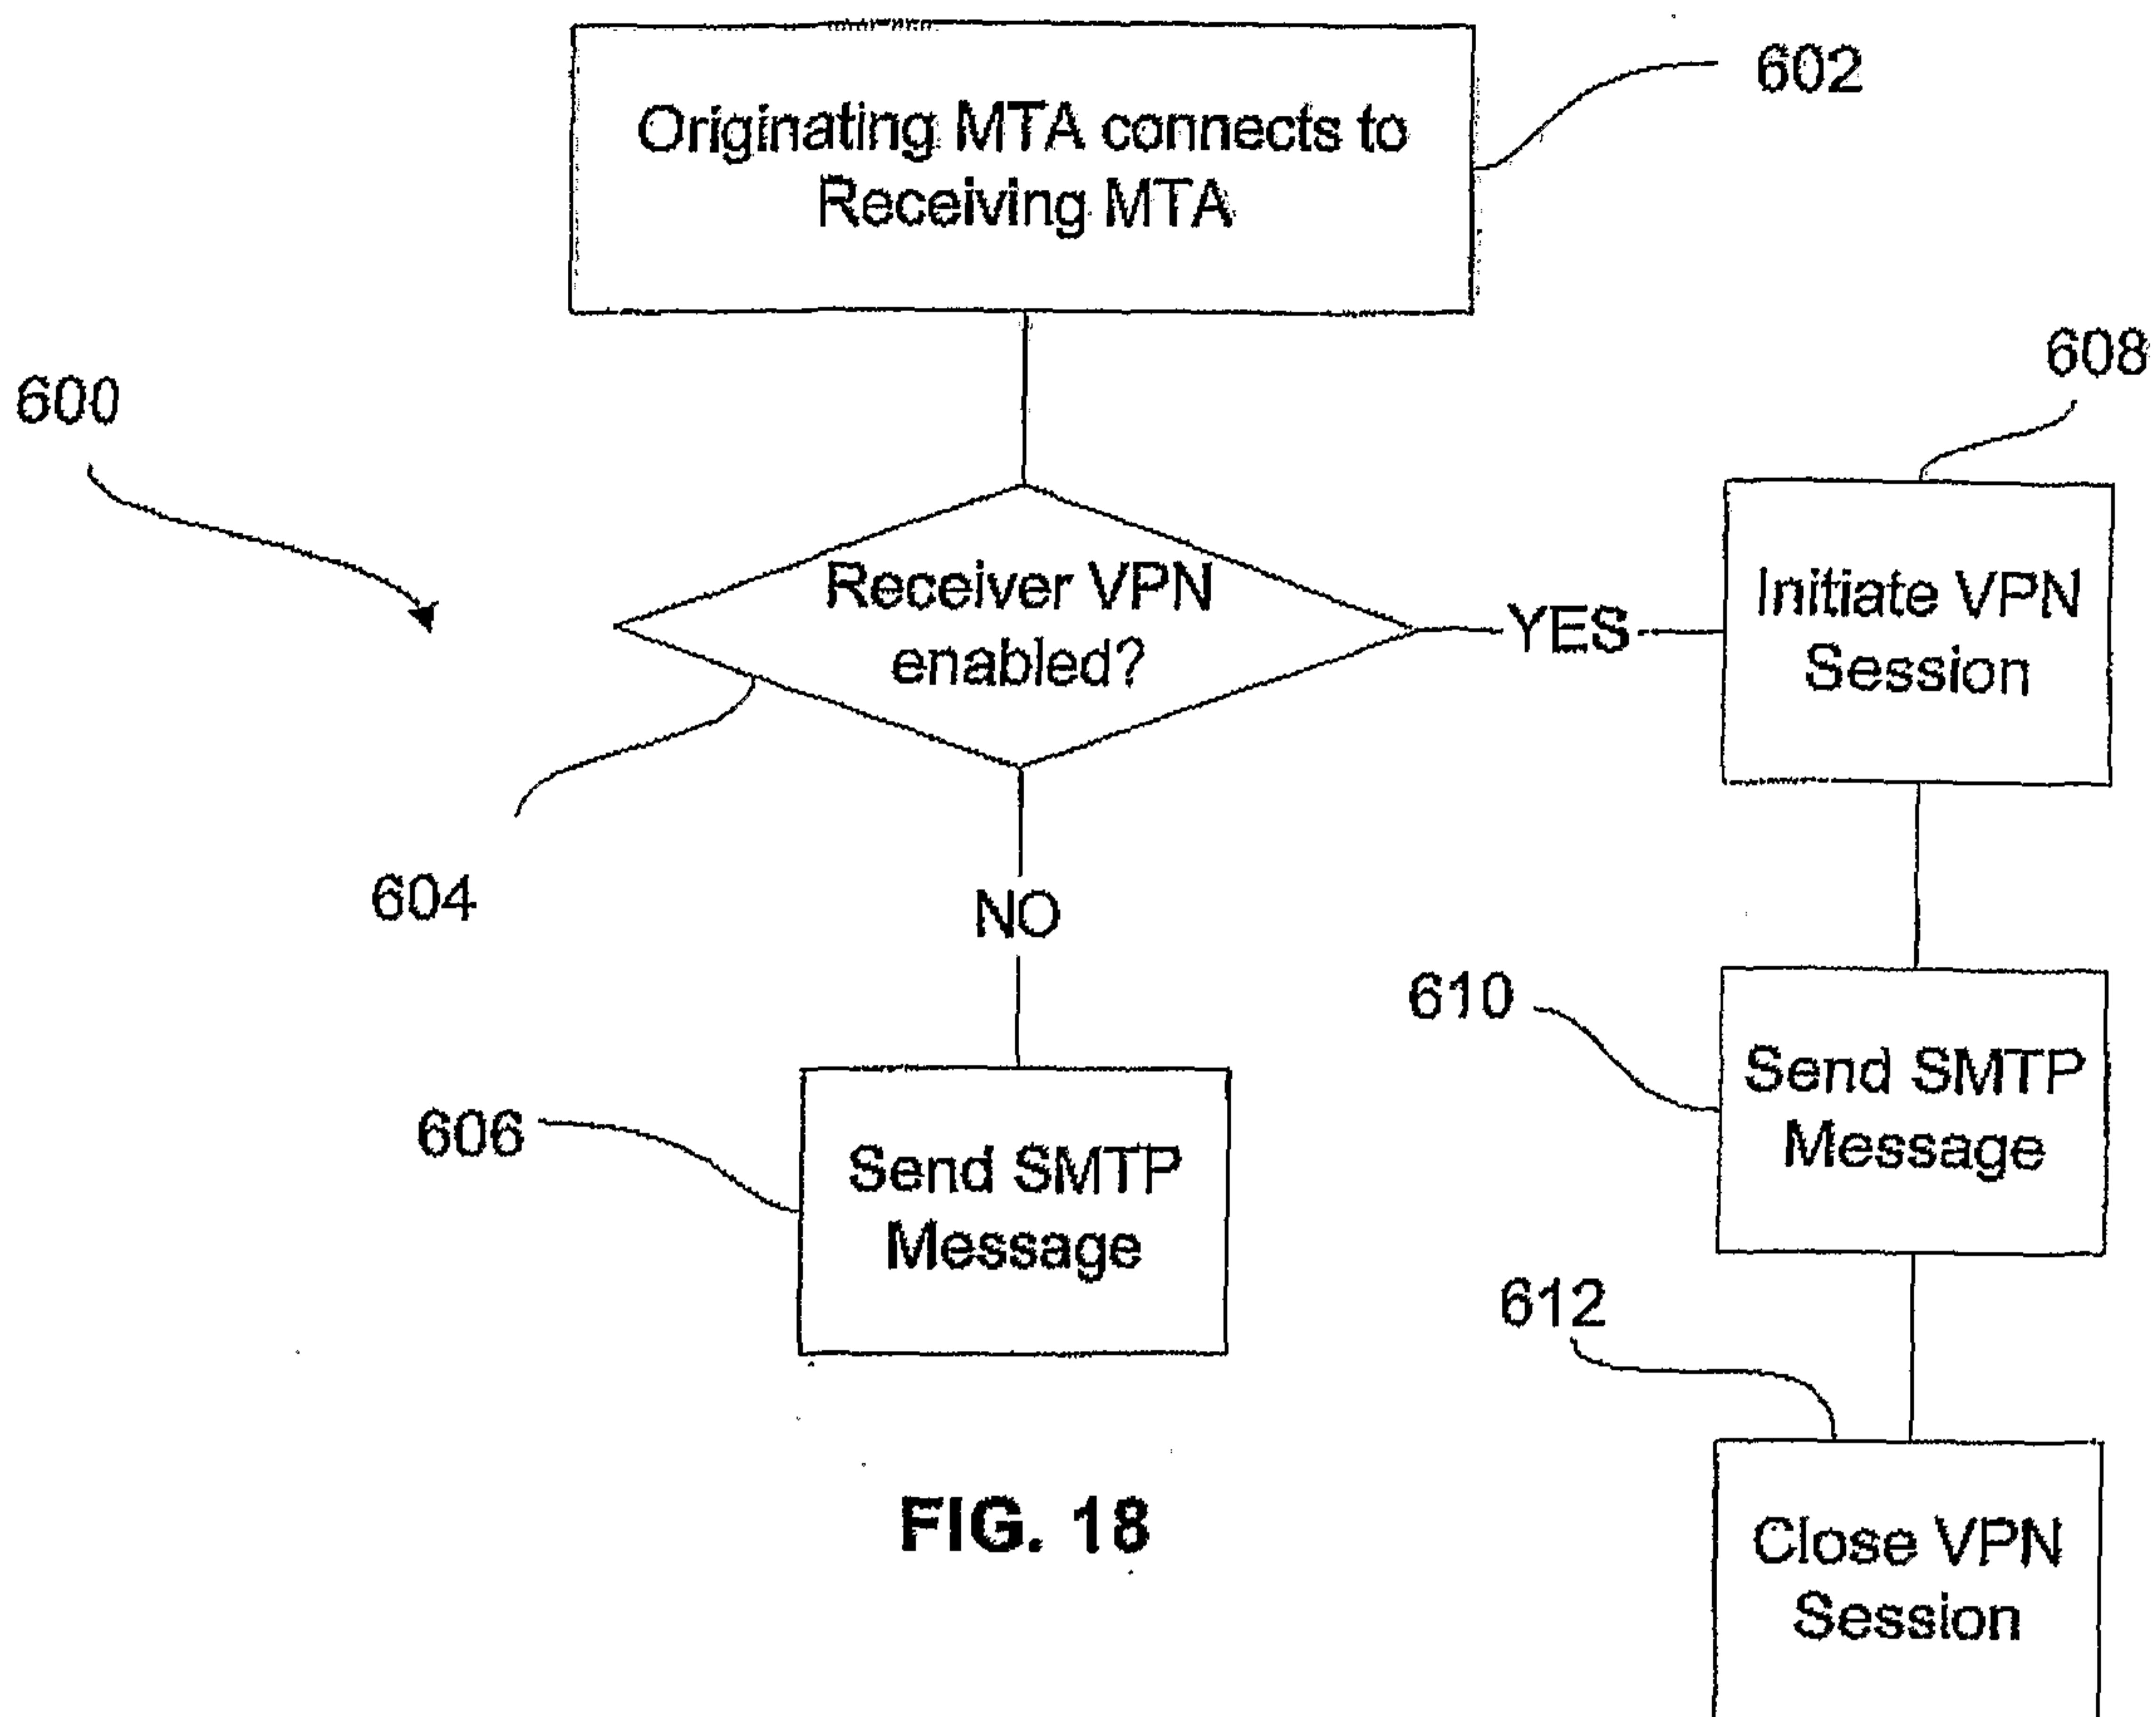 Originating MTA connects to
Receiving MTA
602
600
608
Receiver VPN
enabled?
YES
Initiate VPN
Session
604
NO
610
Send SMTP
Message
606
Send SMTP
Message
612
FIG. 18
Close VPN
Session